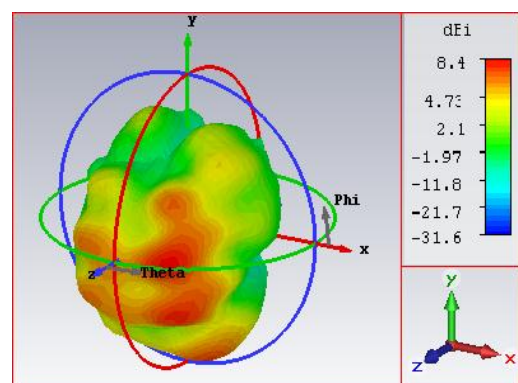 y
Phi
x
z
Theta
dBi
8.4
4.73
2.1
-1.97
-11.8
-21.7
-31.6
y
z
x